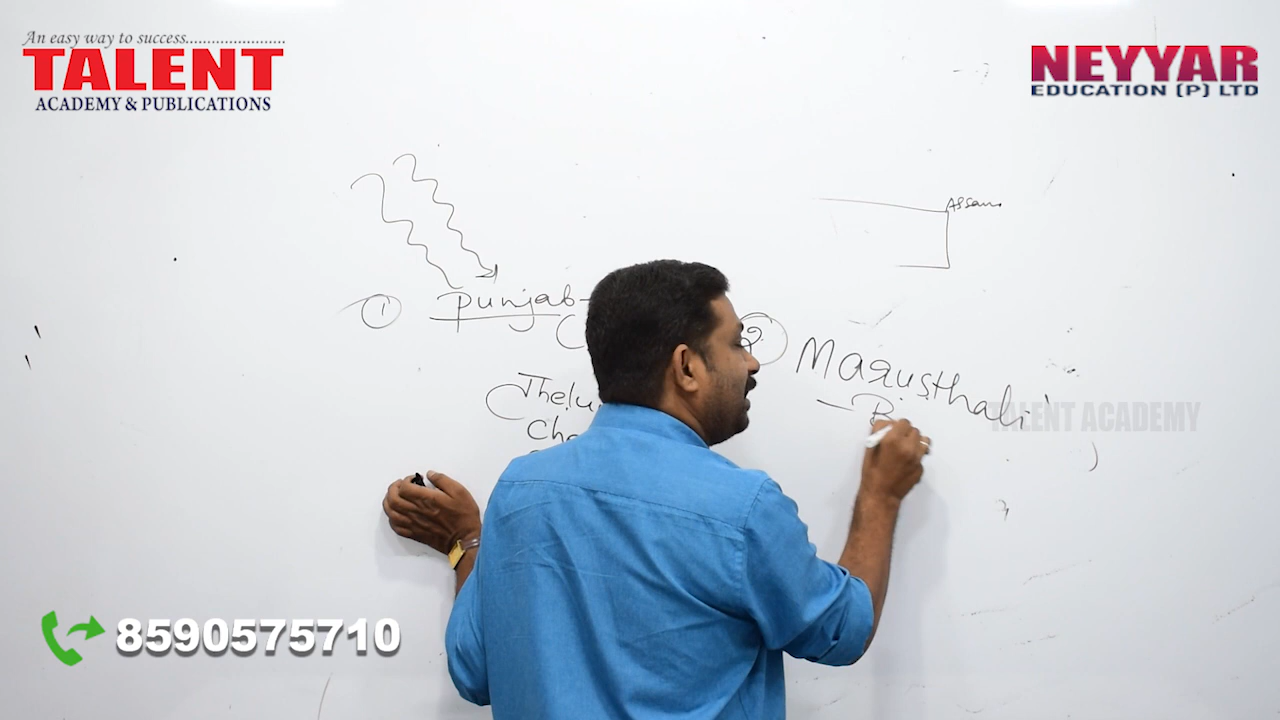 An easy way to success.......................
TALENT
ACADEMY & PUBLICATIONS
NEYYAR
EDUCATION (P) LTD
Assam
1 Punjab-
2 Marusthali
TALENT ACADEMY
8590575710